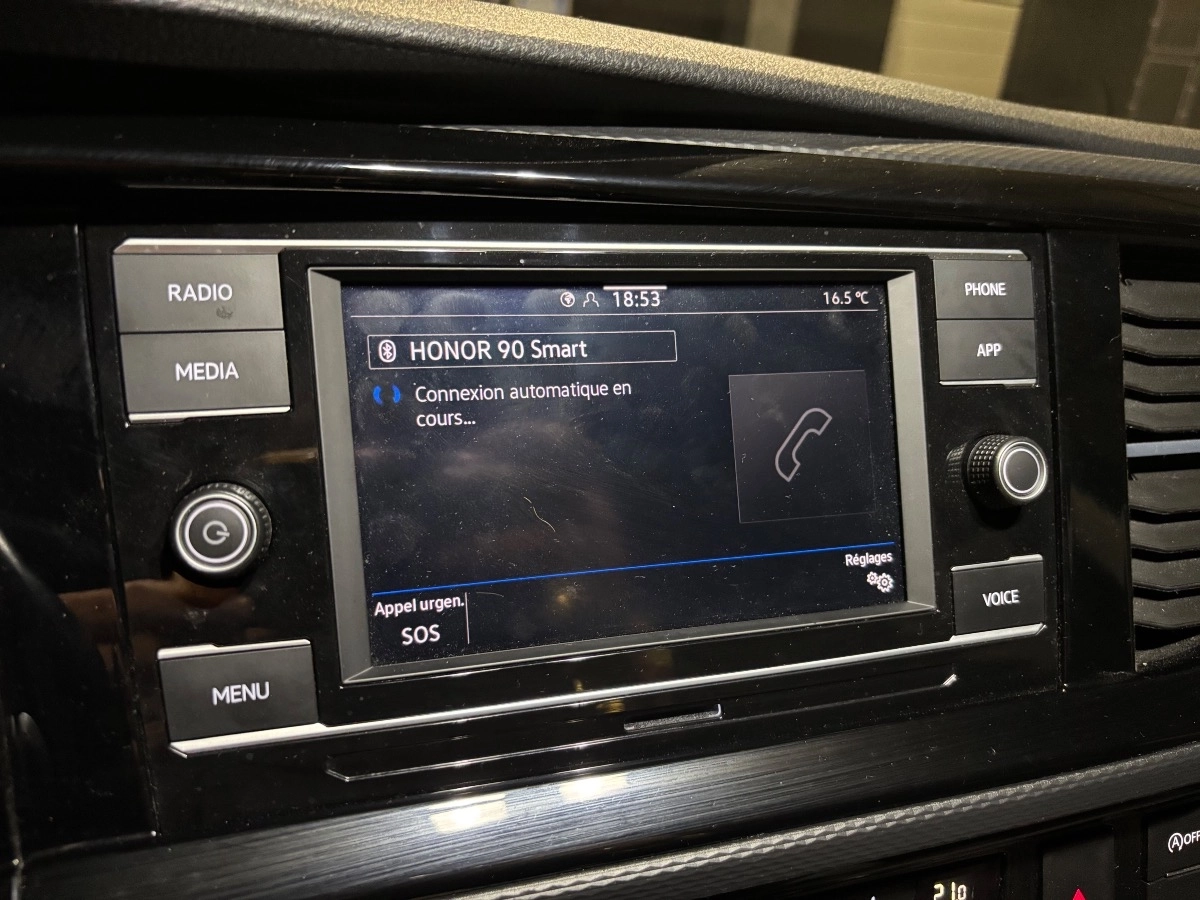 RADIO
MEDIA
MENU
18:53
16.5 °C
HONOR 90 Smart
Connexion automatique en
cours...
Réglages
Appel urgen.
SOS
PHONE
APP
VOICE
OFF